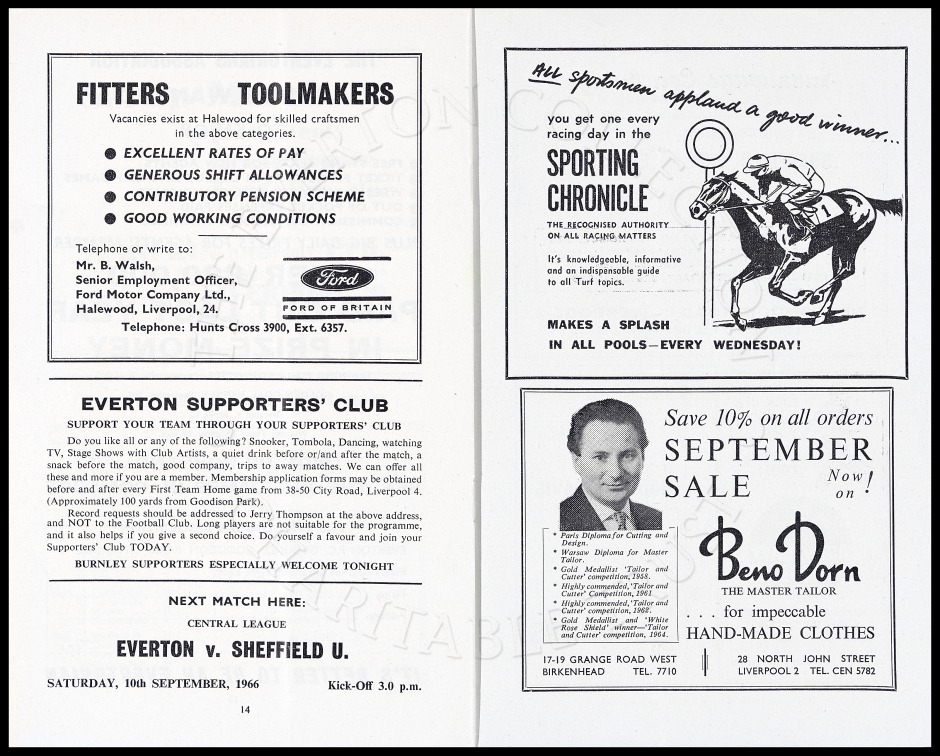 FITTERS TOOLMAKERS
Vacancies exist at Halewood for skilled craftsmen
in the above categories.
● EXCELLENT RATES OF PAY
● GENEROUS SHIFT ALLOWANCES
● CONTRIBUTORY PENSION SCHEME
● GOOD WORKING CONDITIONS
Telephone or write to:
Mr. B. Walsh,
Senior Employment Officer,
Ford Motor Company Ltd.,
Halewood, Liverpool, 24.
Ford
FORD OF BRITAIN
Telephone: Hunts Cross 3900, Ext. 6357.
EVERTON SUPPORTERS' CLUB
SUPPORT YOUR TEAM THROUGH YOUR SUPPORTERS' CLUB
Do you like all or any of the following? Snooker, Tombola, Dancing, watching
TV, Stage Shows with Club Artists, a quiet drink before or/and after the match, a
snack before the match, good company, trips to away matches. We can offer all
these and more if you are a member. Membership application forms may be obtained
before and after every First Team Home game from 38-50 City Road, Liverpool 4.
(Approximately 100 yards from Goodison Park).
Record requests should be addressed to Jerry Thompson at the above address,
and NOT to the Football Club. Long players are not suitable for the programme,
and it also helps if you give a second choice. Do yourself a favour and join your
Supporters' Club TODAY.
BURNLEY SUPPORTERS ESPECIALLY WELCOME TONIGHT
NEXT MATCH HERE:
CENTRAL LEAGUE
EVERTON v. SHEFFIELD U.
SATURDAY, 10th SEPTEMBER, 1966 Kick-Off 3.0 p.m.
14
ALL sportsmen applaud a good winner...
you get one every
racing day in the
SPORTING
CHRONICLE
THE RECOGNISED AUTHORITY
ON ALL RACING MATTERS
It's knowledgeable, informative
and an indispensable guide
to all Turf topics.
1
MAKES A SPLASH
IN ALL POOLS—EVERY WEDNESDAY!
Save 10% on all orders
SEPTEMBER
SALE Now on!
* Paris Diploma for Cutting and
Design.
* Warsaw Diploma for Master
Tailor.
* Gold Medallist 'Tailor and
Cutter' competition, 1958.
* Highly commended, 'Tailor and
Cutter' Competition, 1961
* Highly commended, 'Tailor and
Cutter' competition, 1962.
* Gold Medallist and 'White
Rose Shield' winner—'Tailor
and Cutter' competition, 1964.
Beno Dorn
THE MASTER TAILOR
. . . . for impeccable
HAND-MADE CLOTHES
17-19 GRANGE ROAD WEST
BIRKENHEAD TEL. 7710
28 NORTH JOHN STREET
LIVERPOOL 2 TEL. CEN 5782